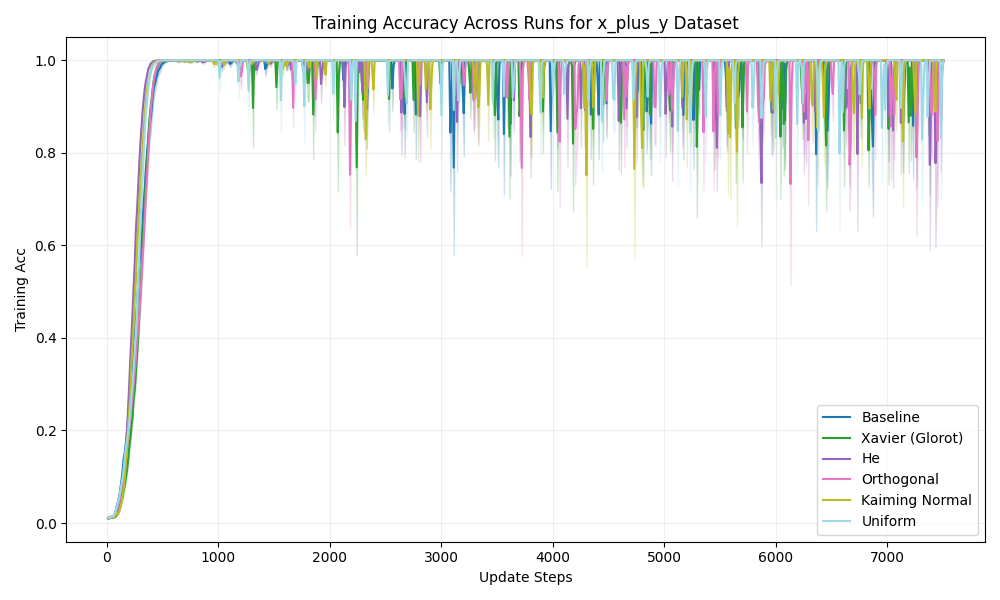 Training Accuracy Across Runs for x_plus_y Dataset
Training Acc
1.0
0.8
0.6
0.4
0.2
0.0
Baseline
Xavier (Glorot)
He
Orthogonal
Kaiming Normal
Uniform
0 1000 2000 3000 4000 5000 6000 7000
Update Steps